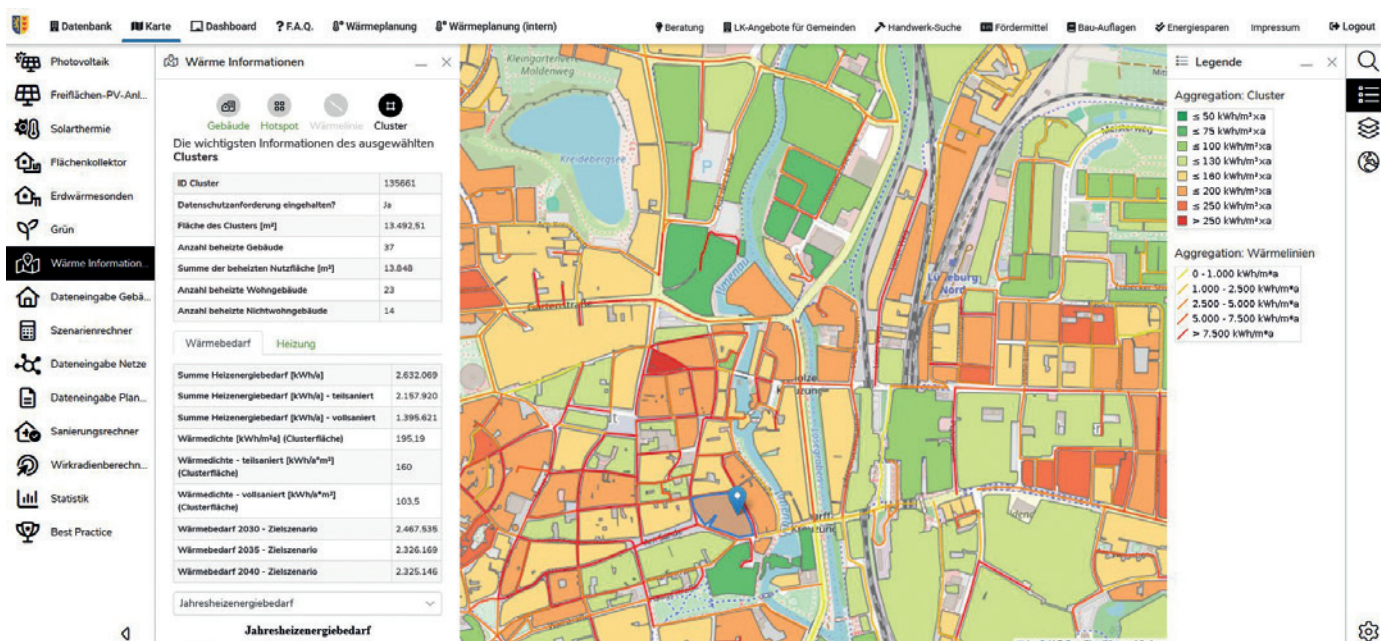 Datenbank
Karte
Dashboard
? F.A.Q.
Wärmeplanung
Wärmeplanung (intern)
Beratung
LK-Angebote für Gemeinden
Handwerk-Suche
Fördermittel
Bau-Auflagen
Energiesparen
Impressum
Logout
Photovoltaik
Freiflächen-PV-Anl...
Solarthermie
Flächenkollektor
Erdwärmesonden
Grün
Wärme Information...
Dateneingabe Gebä...
Szenarienrechner
Dateneingabe Netze
Dateneingabe Plan...
Sanierungsrechner
Wirkradienberechn...
Statistik
Best Practice
Wärme Informationen
Gebäude
Hotspot
Wärmelinie
Cluster
Die wichtigsten Informationen des ausgewählten
Clusters
ID Cluster 135661
Datenschutzanforderung eingehalten? Ja
Fläche des Clusters [m²] 13.492,51
Anzahl beheizte Gebäude 37
Summe der beheizten Nutzfläche [m²] 13.848
Anzahl beheizte Wohngebäude 23
Anzahl beheizte Nichtwohngebäude 14
Wärmebedarf
Heizung
Summe Heizenergiebedarf [kWh/a] 2.632.069
Summe Heizenergiebedarf [kWh/a] - teilsaniert 2.157.920
Summe Heizenergiebedarf [kWh/a] - vollsaniert 1.395.621
Wärmedichte [kWh/m²a] (Clusterfläche) 195,19
Wärmedichte - teilsaniert [kWh/a*m²]
(Clusterfläche) 160
Wärmedichte - vollsaniert [kWh/a*m²]
(Clusterfläche) 103,5
Wärmebedarf 2030 - Zielszenario 2.467.535
Wärmebedarf 2035 - Zielszenario 2.326.169
Wärmebedarf 2040 - Zielszenario 2.325.146
Jahresheizenergiebedarf
Jahresheizenergiebedarf
Kleingartenverein
Moldenweg
Kreidebergsee
P
Ilmenau
Gartenstraße
Meisterweg
Lüneburg
Nord
Legende
Aggregation: Cluster
≤ 50 kWh/m²xa
≤ 75 kWh/m²xa
≤ 100 kWh/m²xa
≤ 130 kWh/m²xa
≤ 160 kWh/m²xa
≤ 200 kWh/m²xa
≤ 250 kWh/m²xa
> 250 kWh/m²xa
Aggregation: Wärmelinien
0 - 1.000 kWh/m*a
1.000 - 2.500 kWh/m*a
2.500 - 5.000 kWh/m*a
5.000 - 7.500 kWh/m*a
> 7.500 kWh/m*a